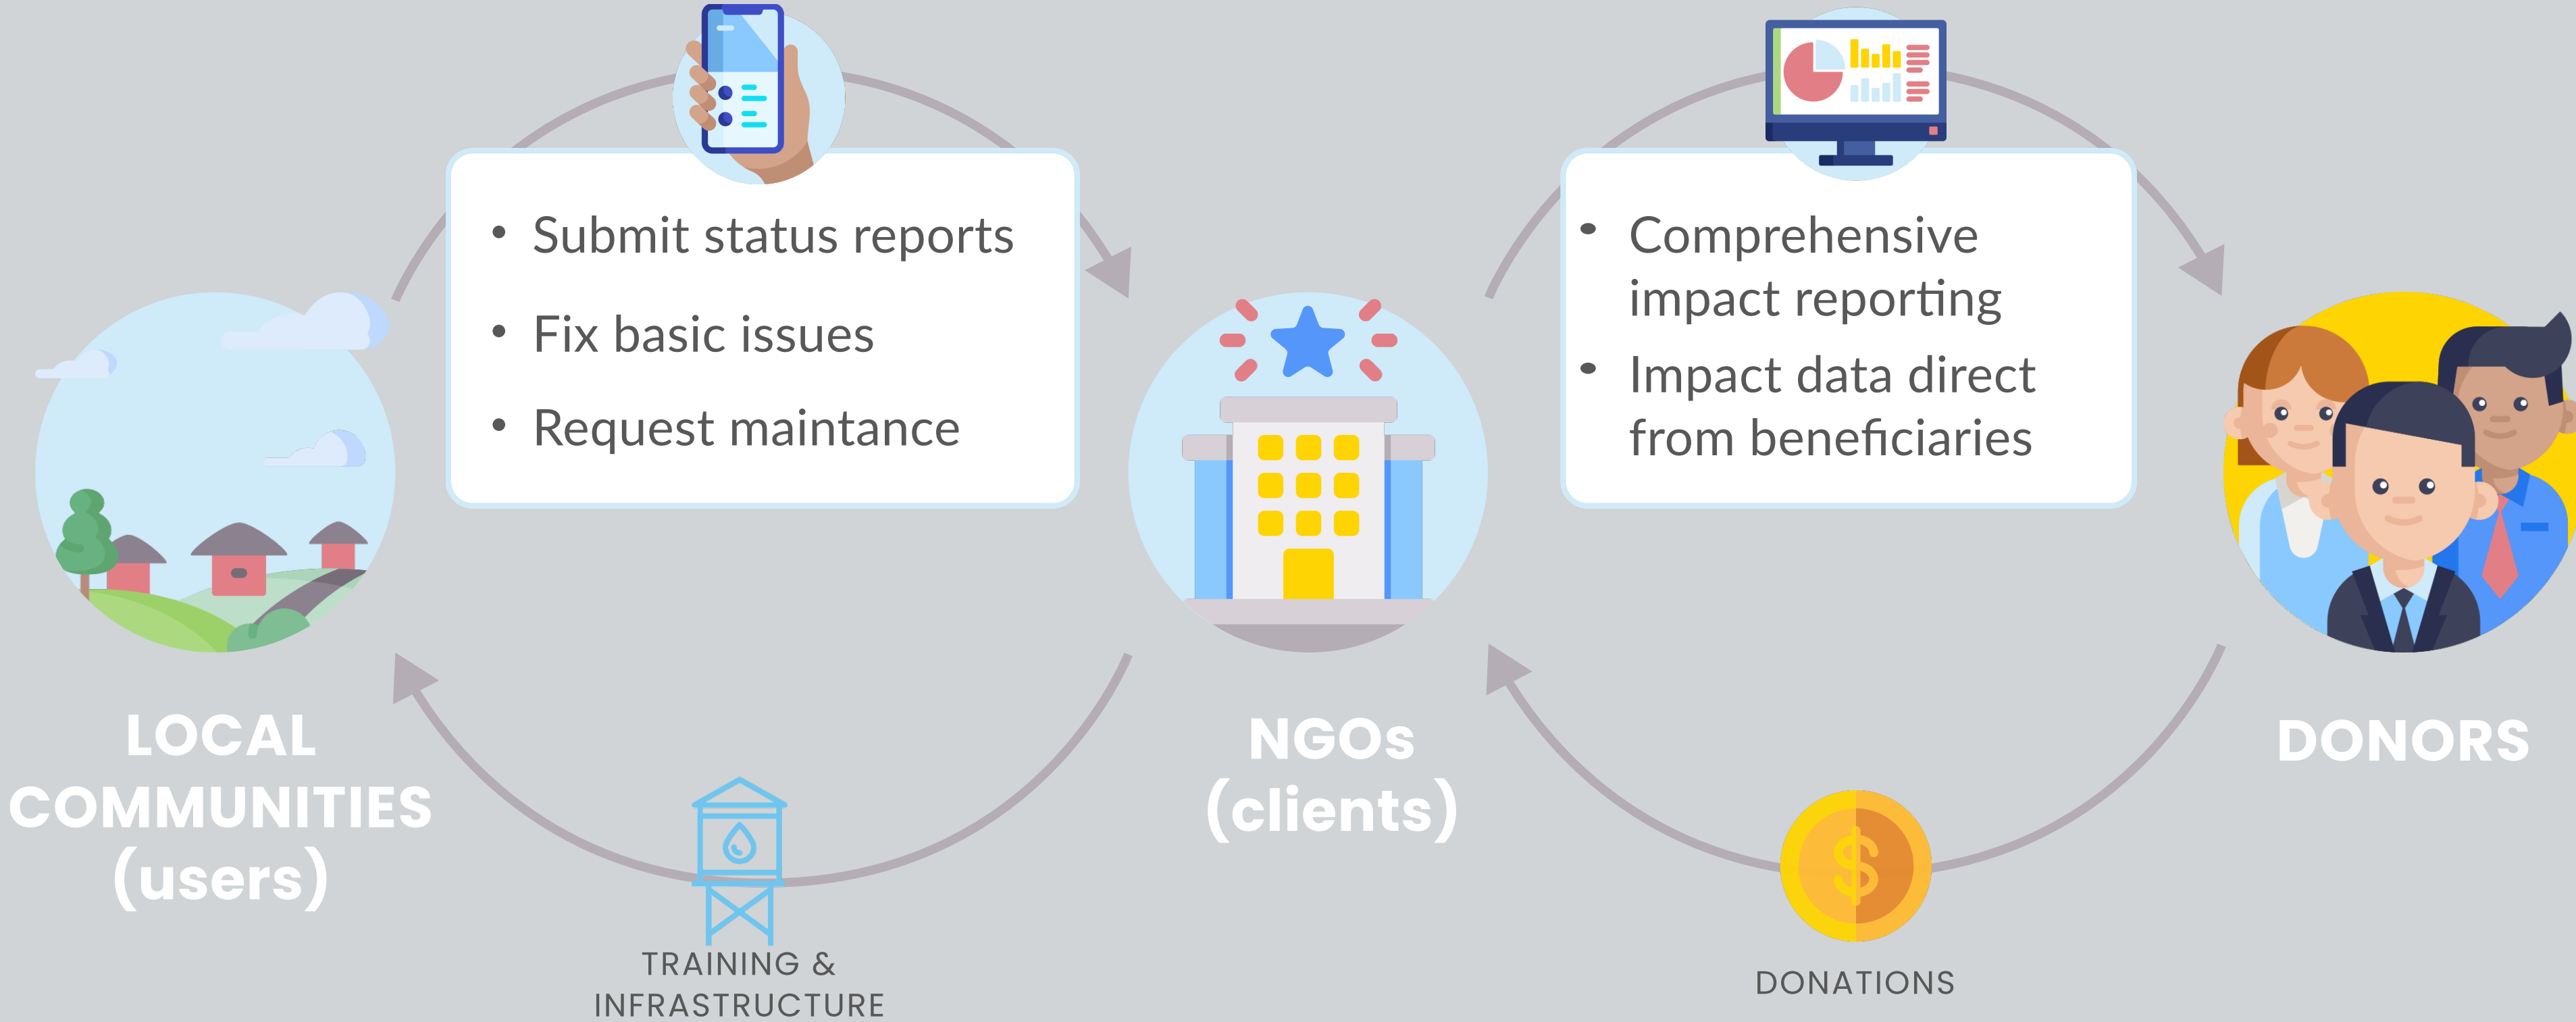 • Submit status reports
• Fix basic issues
• Request maintance
• Comprehensive
impact reporting
• Impact data direct
from beneficiaries
LOCAL
COMMUNITIES
(users)
NGOs
(clients)
DONORS
TRAINING &
INFRASTRUCTURE
$
DONATIONS